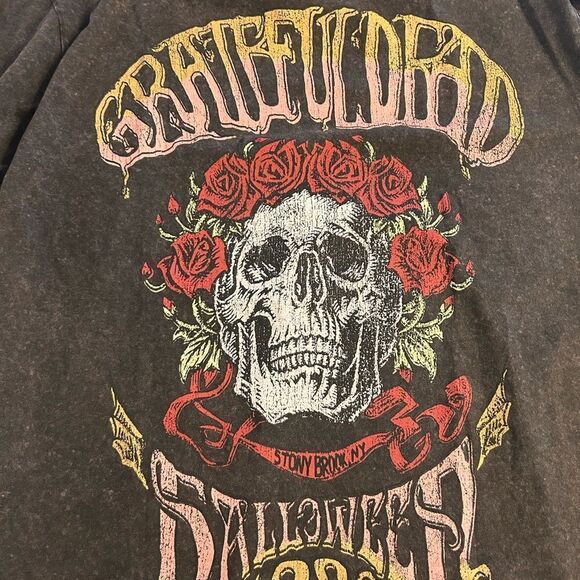 GRATEFUL DEAD
STONY BROOK, NY
HALLOWEEN